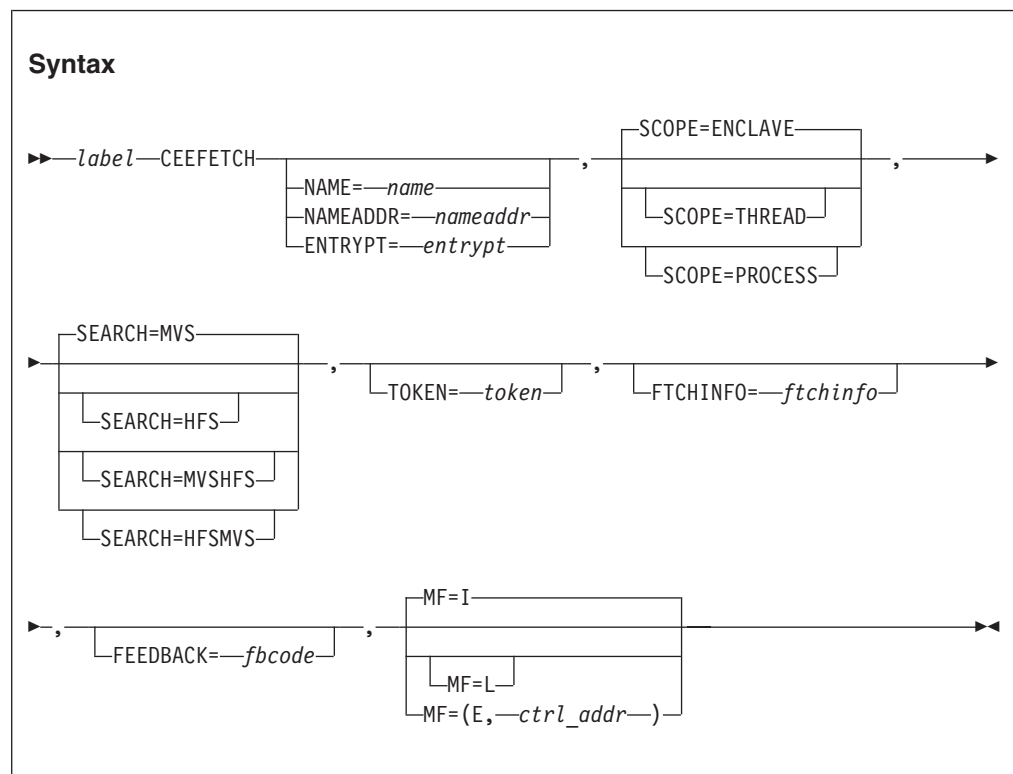 Syntax
SCOPE=ENCLAVE
label CEEFETCH , ,
NAME= name
NAMEADDR= nameaddr
ENTRYPT= entrypt
SCOPE=THREAD
SCOPE=PROCESS
SEARCH=MVS
, , 
SEARCH=HFS
TOKEN= token
FTCHINFO= ftchinfo
SEARCH=MVSHFS
SEARCH=HFSMVS
MF=I
, ,
FEEDBACK= fbcode
MF=L
MF=(E, ctrl_addr )